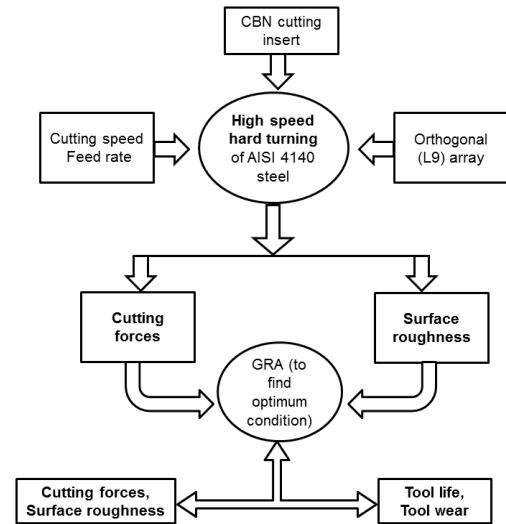 CBN cutting
insert
Cutting speed
Feed rate
High speed
hard turning
of AISI 4140
steel
Orthogonal
(L9) array
Cutting
forces
Surface
roughness
GRA (to
find
optimum
condition)
Cutting forces,
Surface roughness
Tool life,
Tool wear